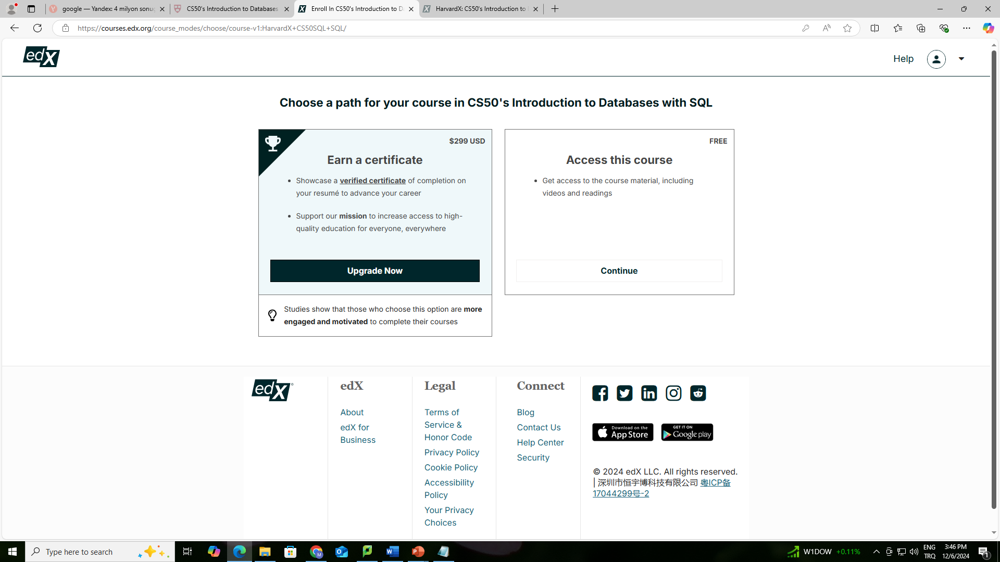 google — Yandex: 4 milyon sonuç
CS50's Introduction to Databases
Enroll In CS50's Introduction to D
HarvardX: CS50's Introduction to
https://courses.edx.org/course_modes/choose/course-v1:HarvardX+CS50SQL+SQL/
edX
Help
Choose a path for your course in CS50's Introduction to Databases with SQL
$299 USD
Earn a certificate
Showcase a verified certificate of completion on
your resumé to advance your career
Support our mission to increase access to high-
quality education for everyone, everywhere
Upgrade Now
Studies show that those who choose this option are more
engaged and motivated to complete their courses
FREE
Access this course
Get access to the course material, including
videos and readings
Continue
edX
edX
About
edX for
Business
Legal
Terms of
Service &
Honor Code
Privacy Policy
Cookie Policy
Accessibility
Policy
Your Privacy
Choices
Connect
Blog
Contact Us
Help Center
Security
Download on the
App Store
GET IT ON
Google play
© 2024 edX LLC. All rights reserved.
| 深圳市恒宇博科技有限公司 粤ICP备
17044299号-2
Type here to search
W1DOW +0.11%
ENG
TRQ
3:46 PM
12/6/2024
1